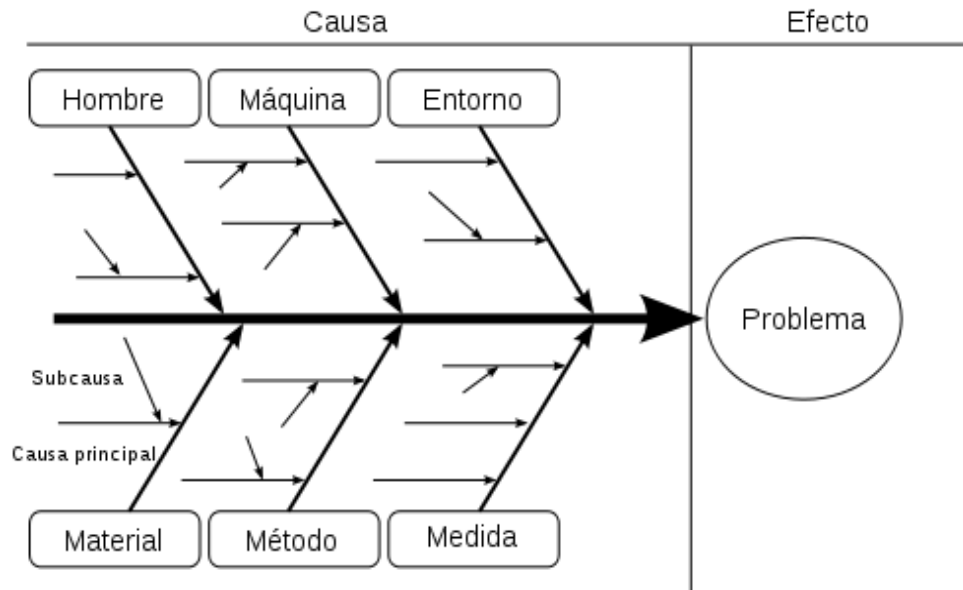 Causa
Efecto
Hombre
Máquina
Entorno
Problema
Subcausa
Causa principal
Material
Método
Medida